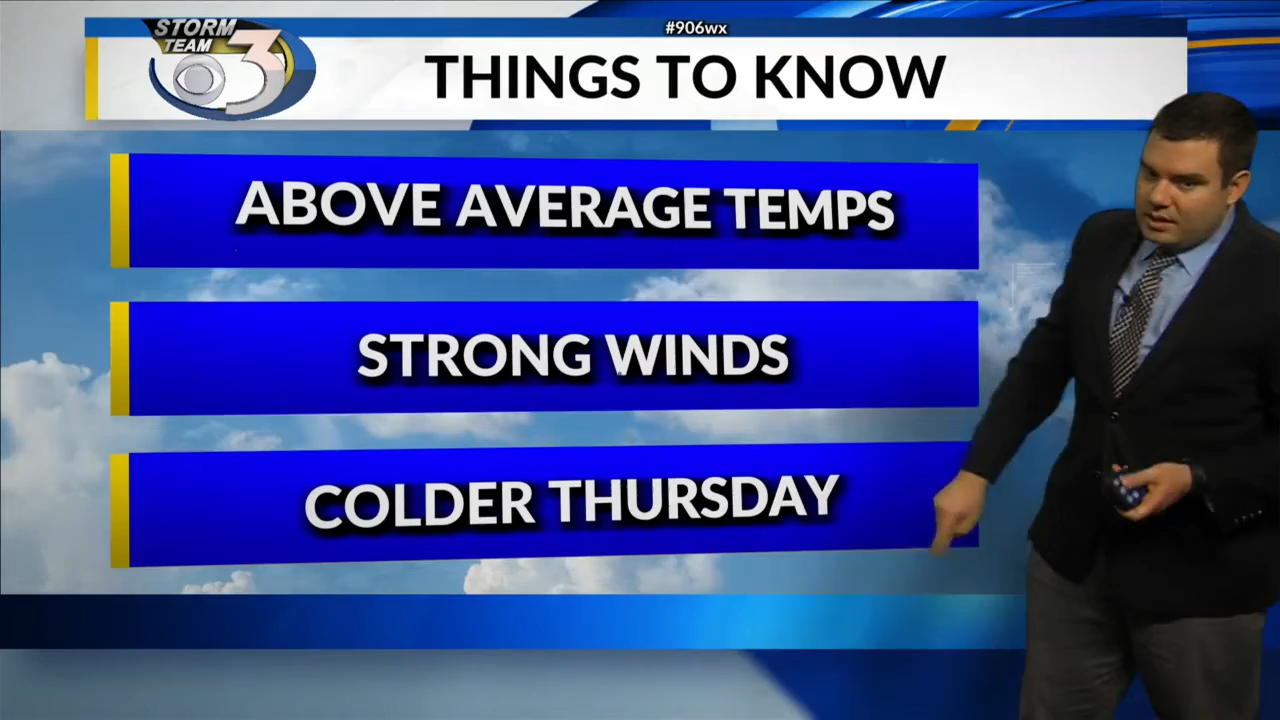 #906wx
STORM
TEAM
3
THINGS TO KNOW
ABOVE AVERAGE TEMPS
STRONG WINDS
COLDER THURSDAY